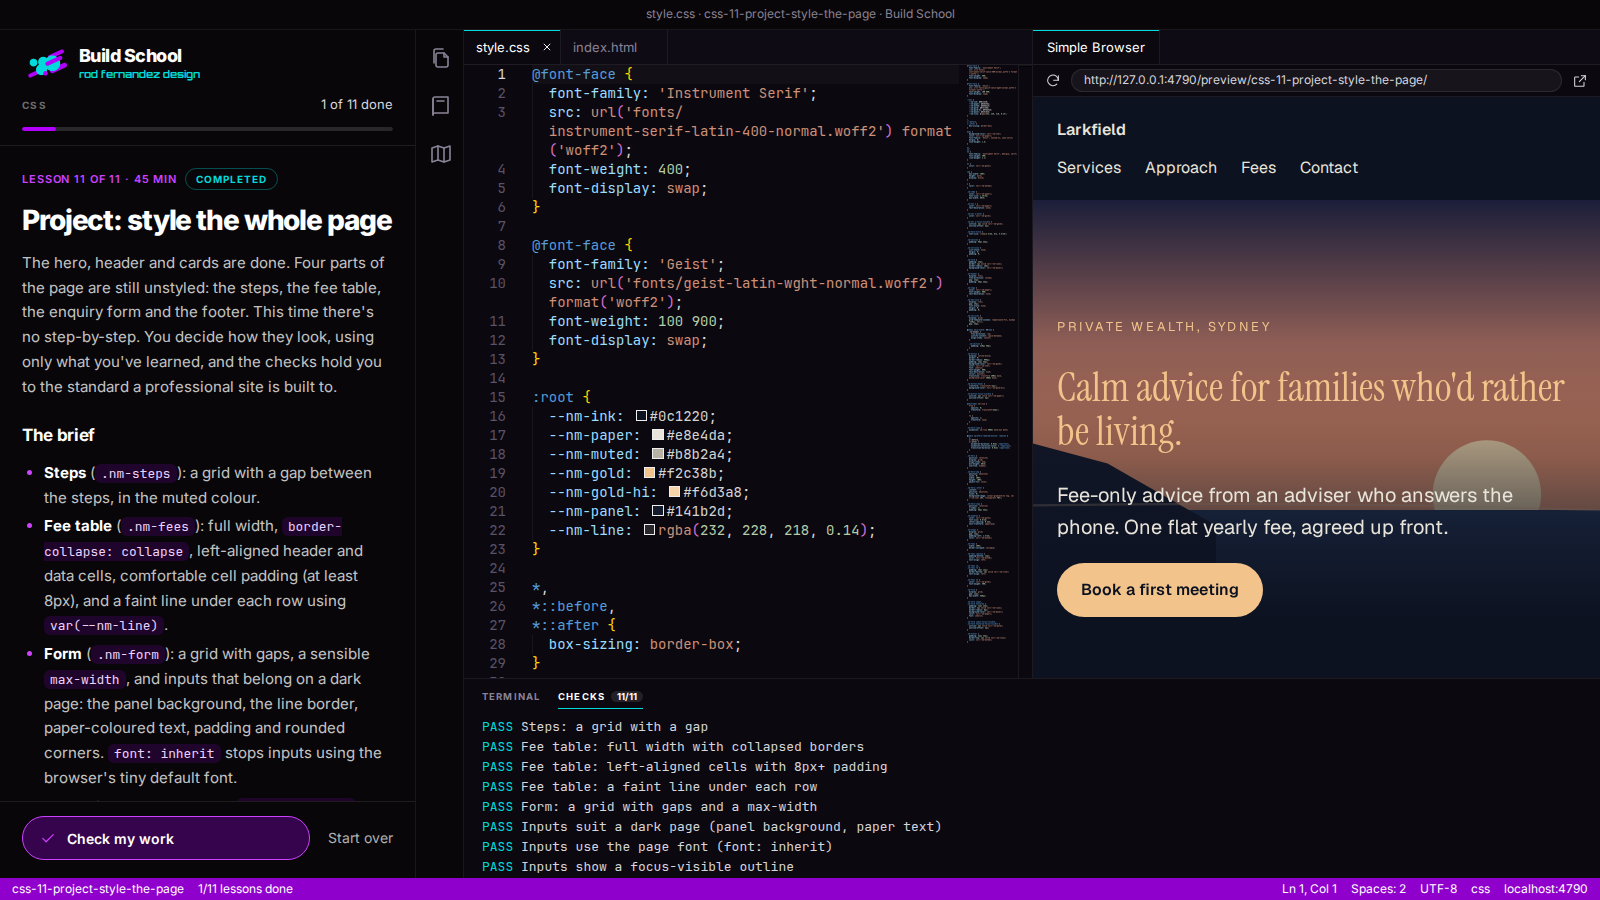 style.css · css-11-project-style-the-page · Build School
Build School
rod fernandez design
CSS
1 of 11 done
LESSON 11 OF 11 · 45 MIN
COMPLETED
Project: style the whole page
The hero, header and cards are done. Four parts of
the page are still unstyled: the steps, the fee table,
the enquiry form and the footer. This time there's
no step-by-step. You decide how they look, using
only what you've learned, and the checks hold you
to the standard a professional site is built to.
The brief
Steps ( .nm-steps ): a grid with a gap between
the steps, in the muted colour.
Fee table ( .nm-fees ): full width, border-
collapse: collapse , left-aligned header and
data cells, comfortable cell padding (at least
8px), and a faint line under each row using
var(--nm-line) .
Form ( .nm-form ): a grid with gaps, a sensible
max-width , and inputs that belong on a dark
page: the panel background, the line border,
paper-coloured text, padding and rounded
corners. font: inherit stops inputs using the
browser's tiny default font.
Check my work
Start over
style.css ×
index.html
1 @font-face {
2 font-family: 'Instrument Serif';
3 src: url('fonts/
instrument-serif-latin-400-normal.woff2') format
('woff2');
4 font-weight: 400;
5 font-display: swap;
6 }
7
8 @font-face {
9 font-family: 'Geist';
10 src: url('fonts/geist-latin-wght-normal.woff2')
format('woff2');
11 font-weight: 100 900;
12 font-display: swap;
13 }
14
15 :root {
16 --nm-ink: #0c1220;
17 --nm-paper: #e8e4da;
18 --nm-muted: #b8b2a4;
19 --nm-gold: #f2c38b;
20 --nm-gold-hi: #f6d3a8;
21 --nm-panel: #141b2d;
22 --nm-line: rgba(232, 228, 218, 0.14);
23 }
24
25 *,
26 *::before,
27 *::after {
28 box-sizing: border-box;
29 }
Simple Browser
http://127.0.0.1:4790/preview/css-11-project-style-the-page/
Larkfield
Services Approach Fees Contact
PRIVATE WEALTH, SYDNEY
Calm advice for families who'd rather
be living.
Fee-only advice from an adviser who answers the
phone. One flat yearly fee, agreed up front.
Book a first meeting
TERMINAL CHECKS 11/11
PASS Steps: a grid with a gap
PASS Fee table: full width with collapsed borders
PASS Fee table: left-aligned cells with 8px+ padding
PASS Fee table: a faint line under each row
PASS Form: a grid with gaps and a max-width
PASS Inputs suit a dark page (panel background, paper text)
PASS Inputs use the page font (font: inherit)
PASS Inputs show a focus-visible outline
css-11-project-style-the-page 1/11 lessons done
Ln 1, Col 1 Spaces: 2 UTF-8 css localhost:4790